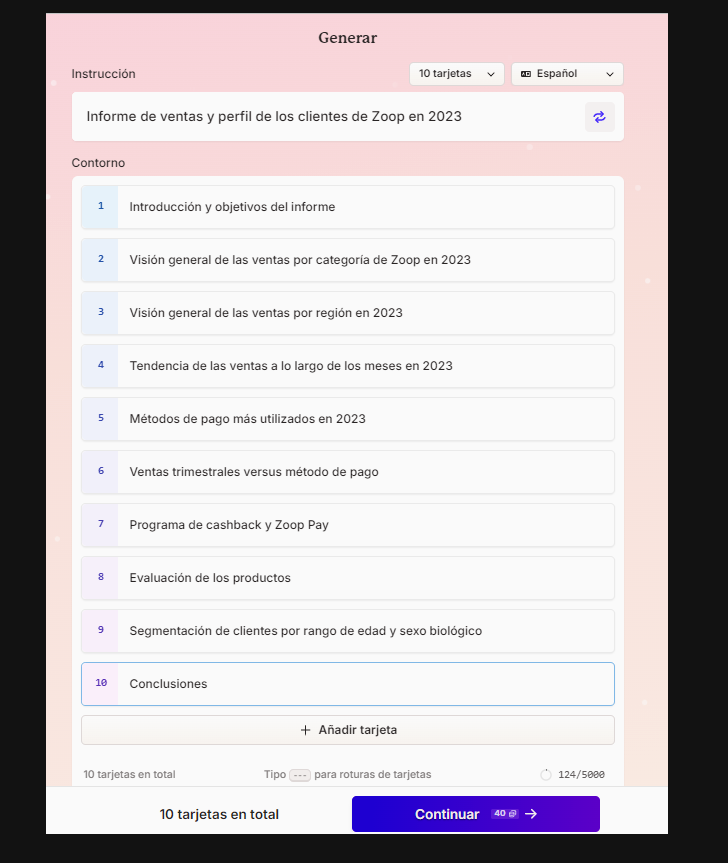 Generar
Instrucción
10 tarjetas
Español
Informe de ventas y perfil de los clientes de Zoop en 2023
Contorno
1 Introducción y objetivos del informe
2 Visión general de las ventas por categoría de Zoop en 2023
3 Visión general de las ventas por región en 2023
4 Tendencia de las ventas a lo largo de los meses en 2023
5 Métodos de pago más utilizados en 2023
6 Ventas trimestrales versus método de pago
7 Programa de cashback y Zoop Pay
8 Evaluación de los productos
9 Segmentación de clientes por rango de edad y sexo biológico
10 Conclusiones
+ Añadir tarjeta
10 tarjetas en total Tipo --- para roturas de tarjetas 124/5000
10 tarjetas en total Continuar 40 →